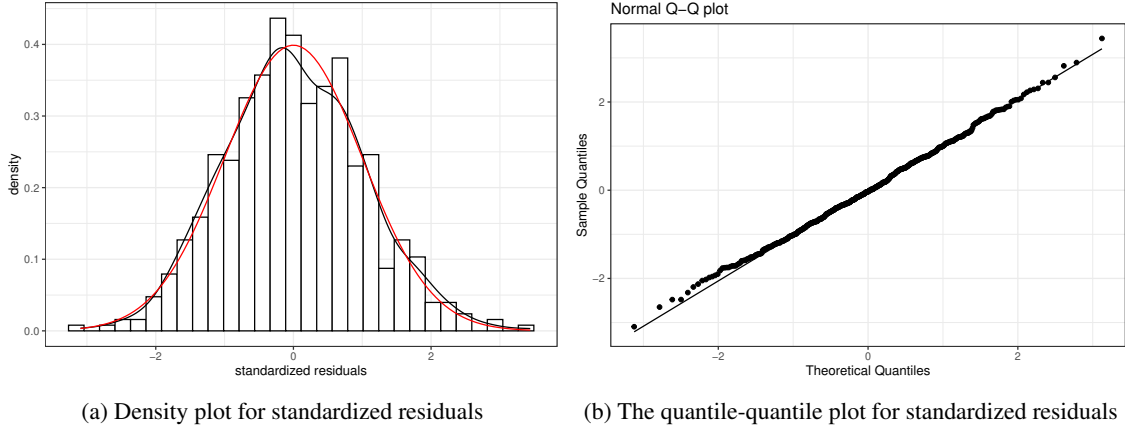 density
0.4
0.3
0.2
0.1
0.0
−2
0
2
standardized residuals
Normal Q−Q plot
Sample Quantiles
2
0
−2
−2
0
2
Theoretical Quantiles
(a) Density plot for standardized residuals
(b) The quantile-quantile plot for standardized residuals